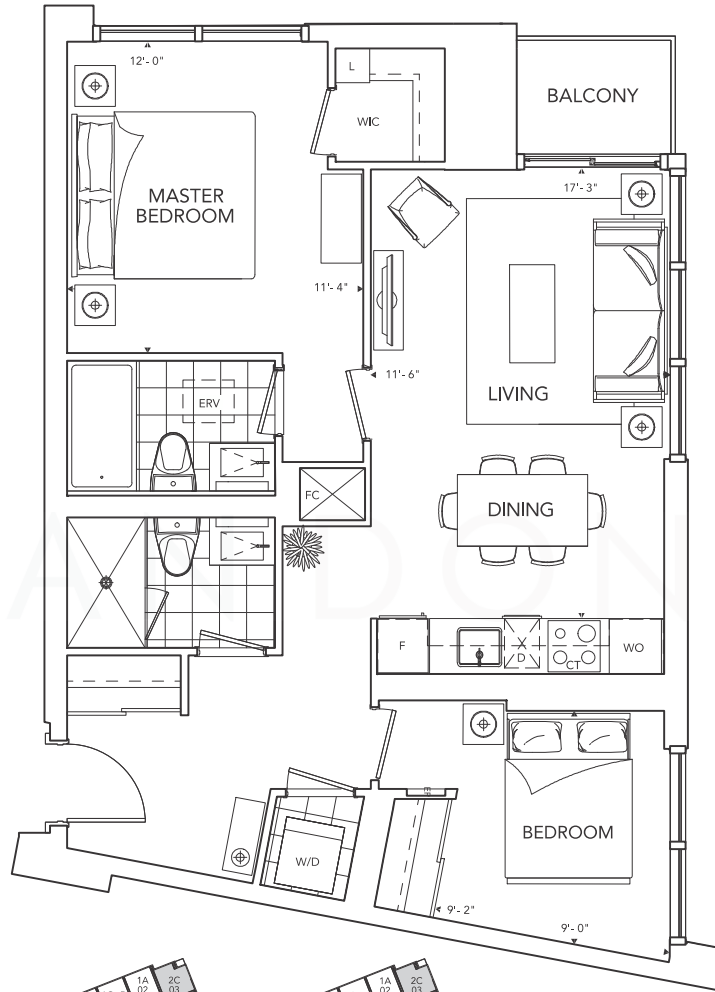 12'- 0"
L
WIC
BALCONY
17'- 3"
MASTER
BEDROOM
11'- 4"
11'- 6"
LIVING
ERV
FC
DINING
F
D
CT
WO
W/D
BEDROOM
9'- 2"
9'- 0"
1A
02
2C
03
1A
02
2C
03